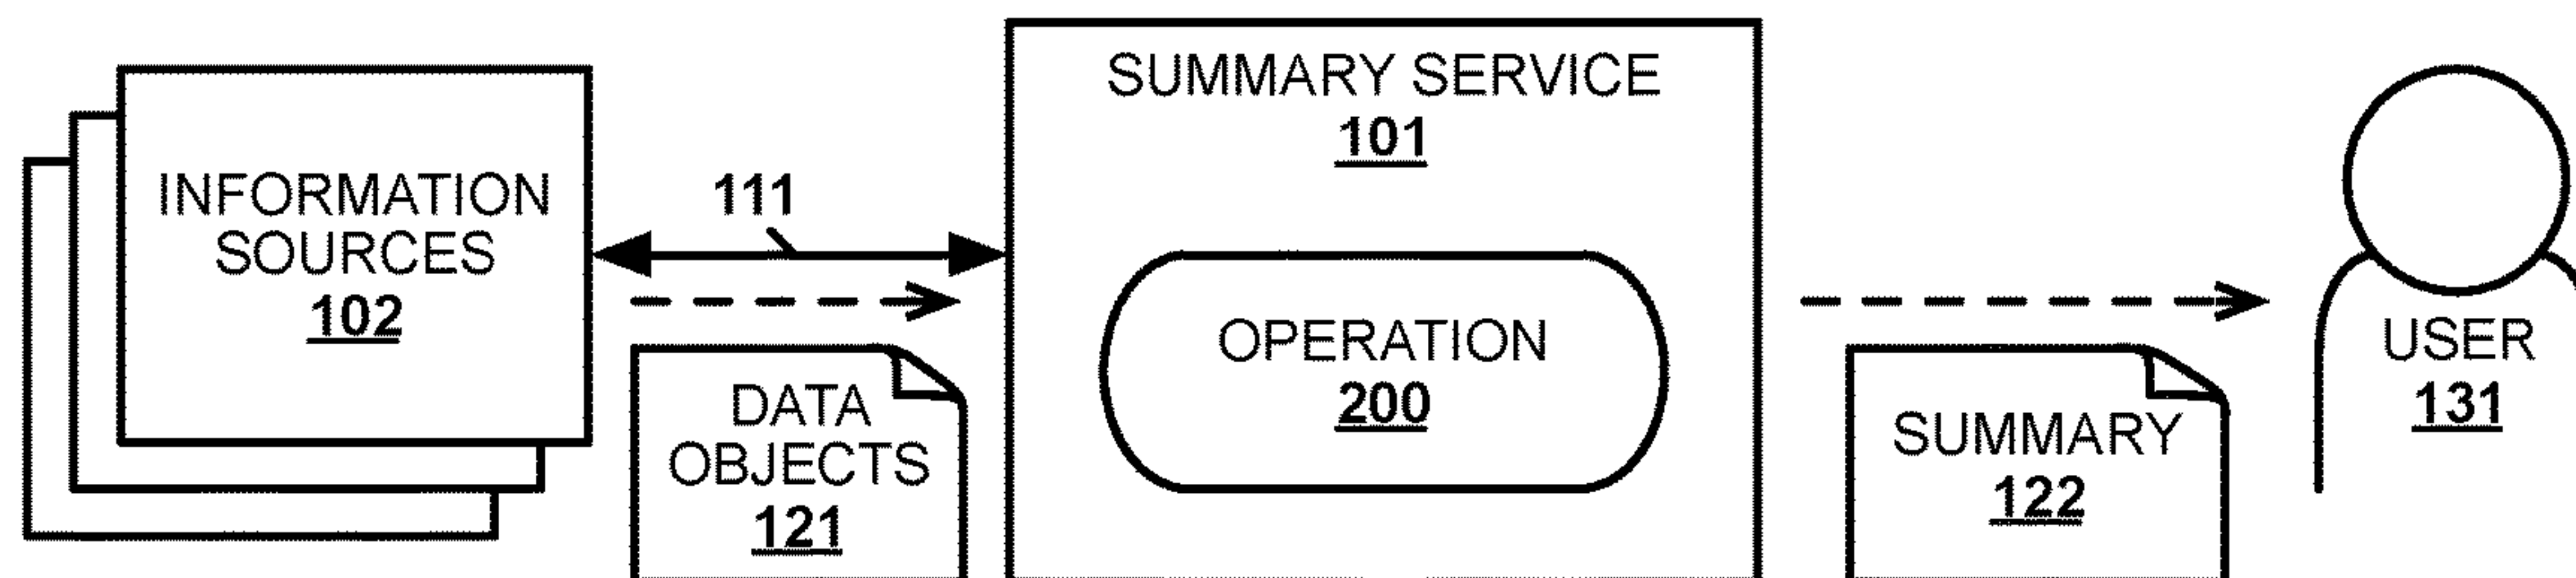 INFORMATION
SOURCES
102
111
DATA
OBJECTS
121
SUMMARY SERVICE
101
OPERATION
200
SUMMARY
122
USER
131